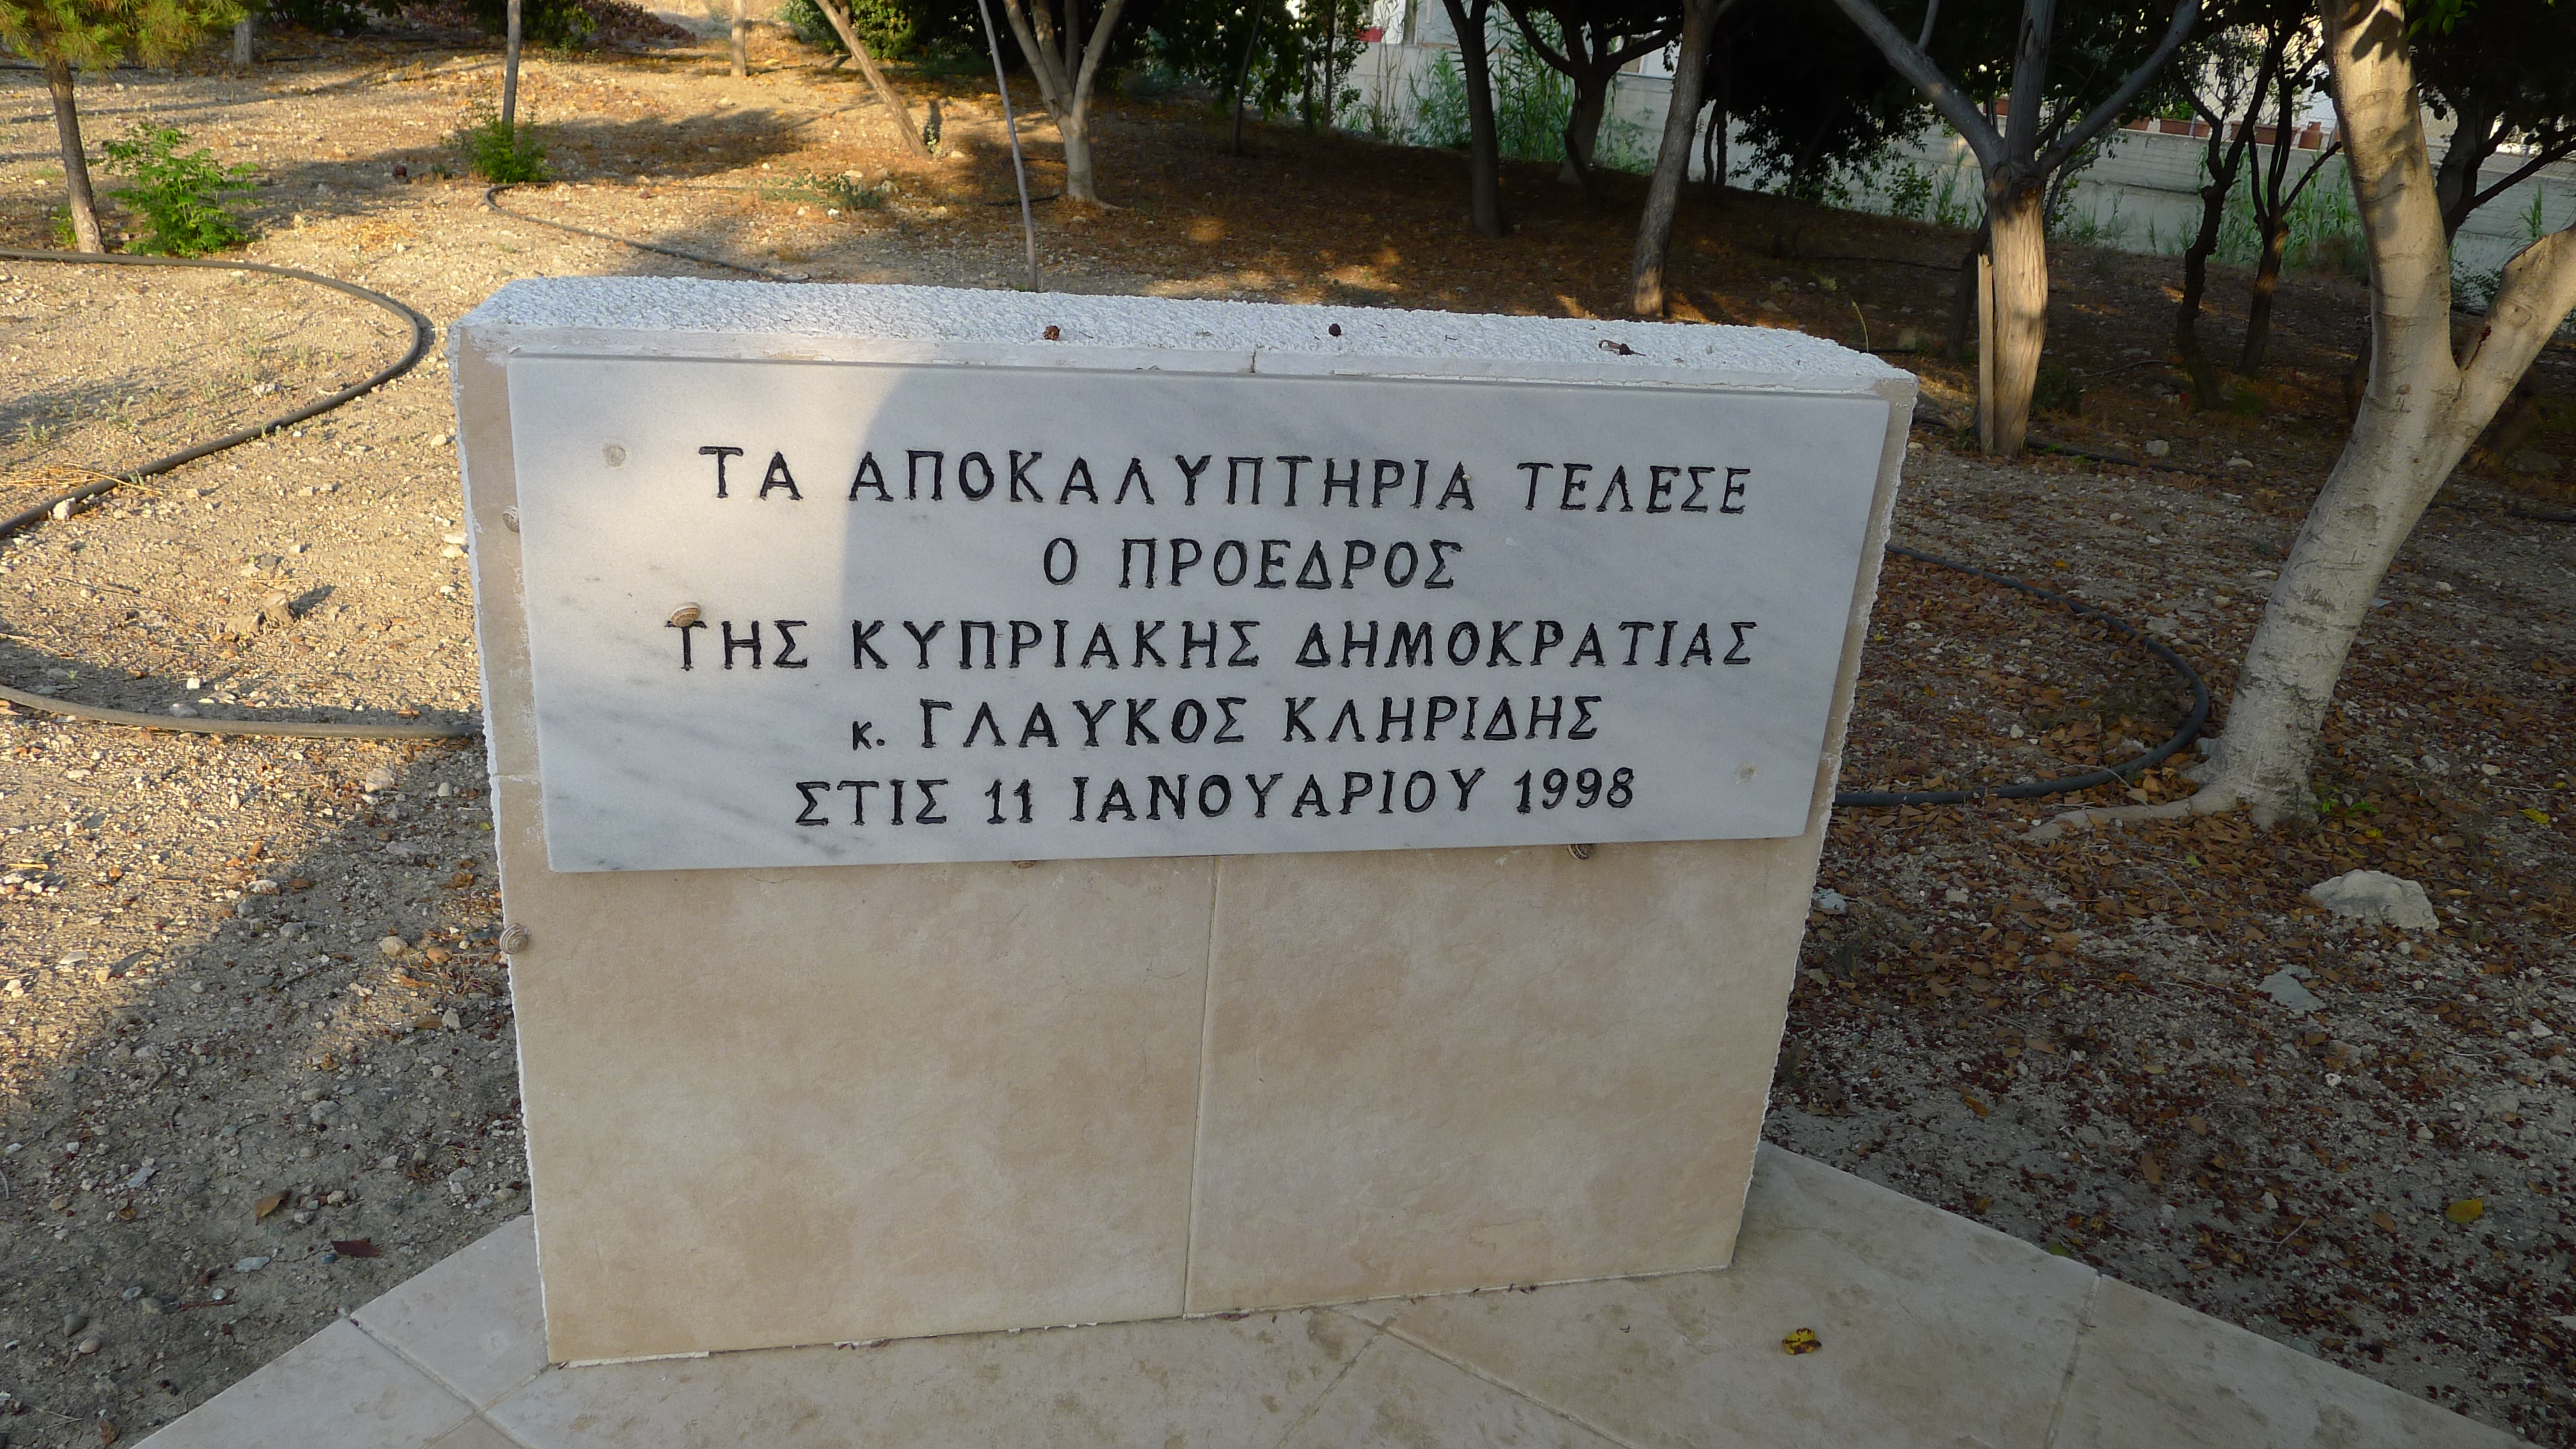 ΤΑ ΑΠΟΚΑΛΥΠΤΗΡΙΑ ΤΕΛΕΣΕ
Ο ΠΡΟΕΔΡΟΣ
ΤΗΣ ΚΥΠΡΙΑΚΗΣ ΔΗΜΟΚΡΑΤΙΑΣ
κ. ΓΛΑΥΚΟΣ ΚΛΗΡΙΔΗΣ
ΣΤΙΣ 11 ΙΑΝΟΥΑΡΙΟΥ 1998